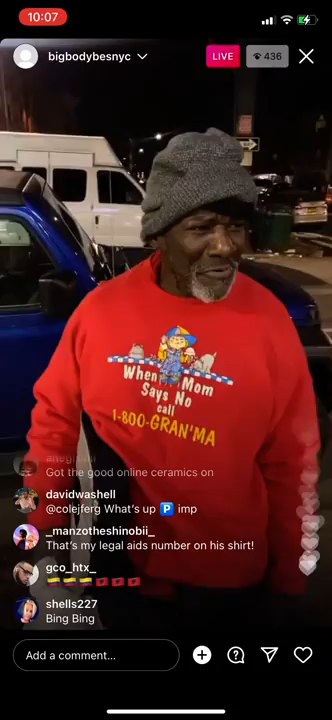 10:07
bigbodybesnyc
LIVE
436
When Mom
Says No
call
1-800-GRAN'MA
Got the good online ceramics on
davidwashell
@colejferg What's up 🅿️ imp
_manzotheshinobii_
That's my legal aids number on his shirt!
gco_htx_
shells227
Bing Bing
Add a comment...